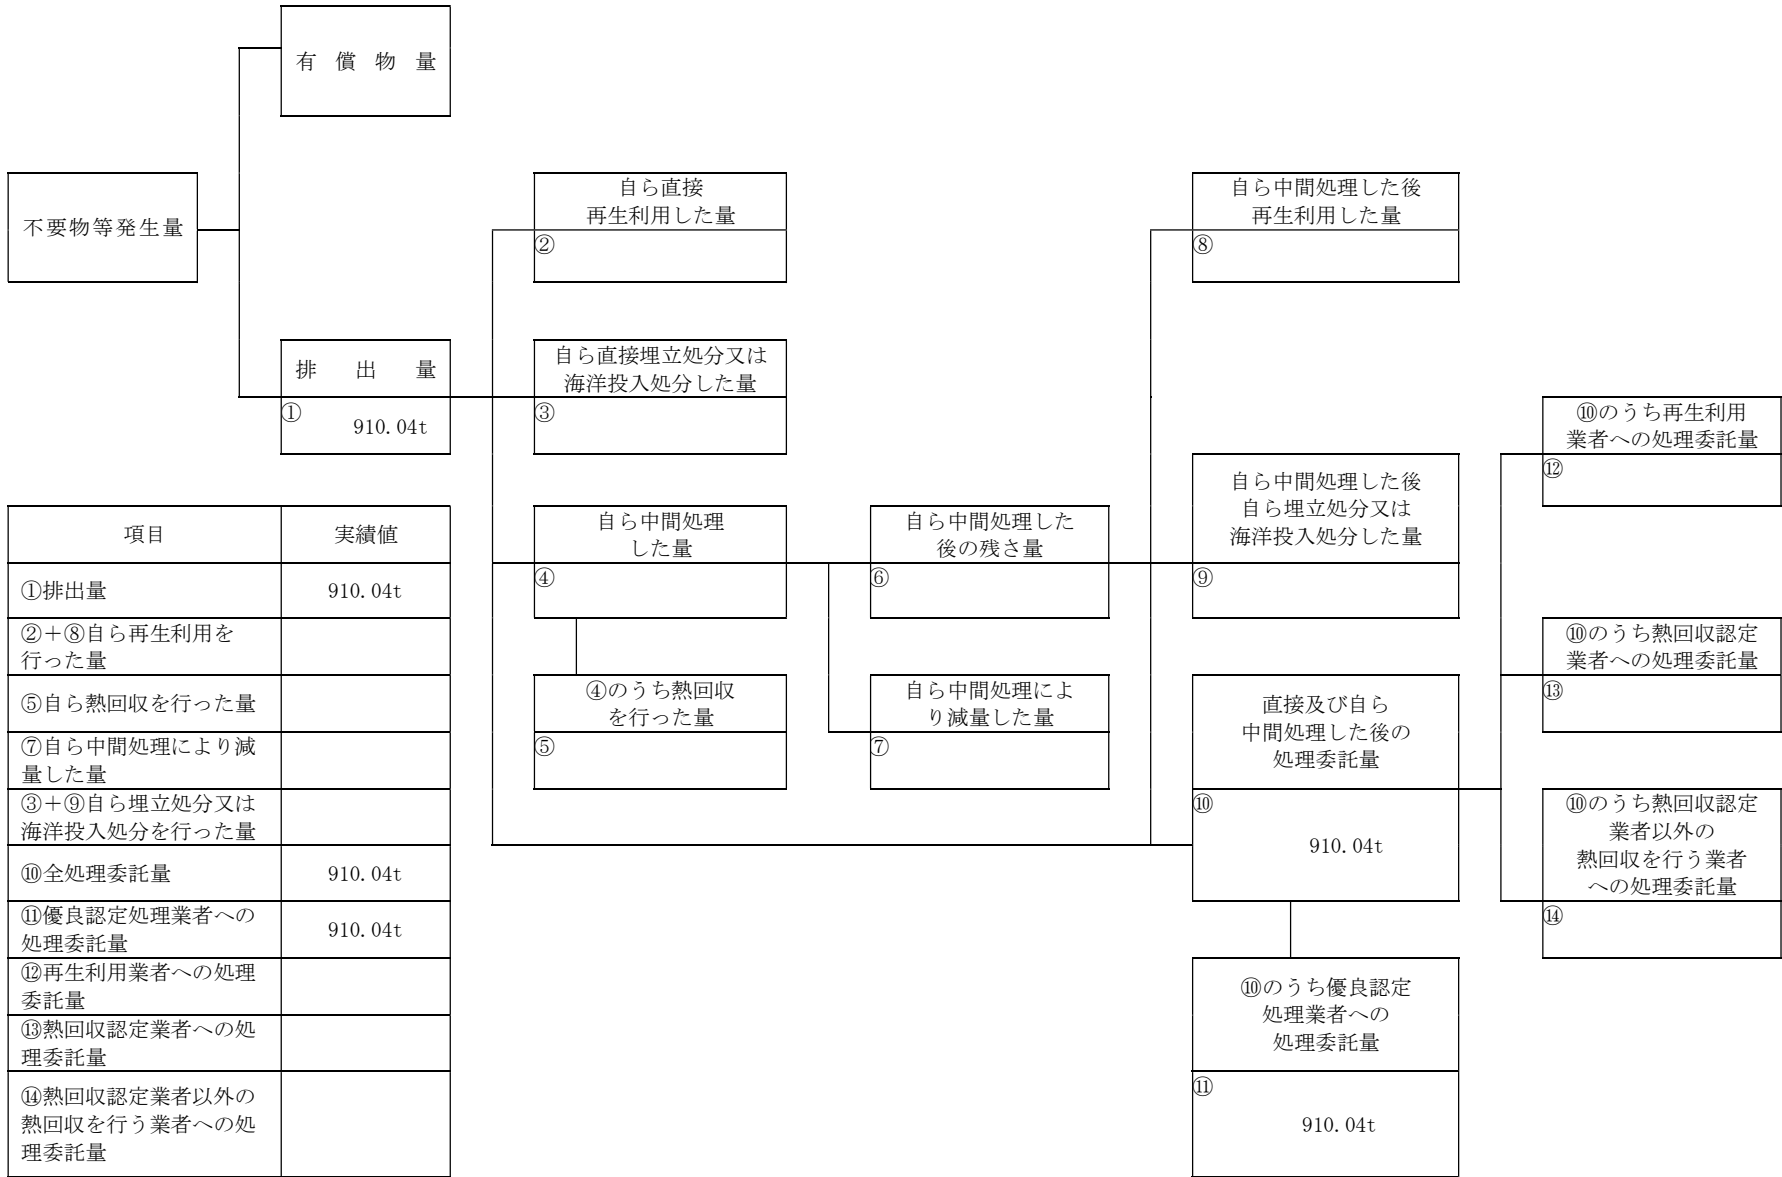 有　償　物　量
不要物等発生量
自ら直接
再生利用した量
②
自ら中間処理した後
再生利用した量
⑧
排　出　量
①
910.04t
自ら直接埋立処分又は
海洋投入処分した量
③
⑩のうち再生利用
業者への処理委託量
⑫
自ら中間処理した後
自ら埋立処分又は
海洋投入処分した量
⑨
自ら中間処理
した量
④
自ら中間処理した
後の残さ量
⑥
⑩のうち熱回収認定
業者への処理委託量
⑬
④のうち熱回収
を行った量
⑤
自ら中間処理によ
り減量した量
⑦
直接及び自ら
中間処理した後の
処理委託量
⑩
910.04t
⑩のうち熱回収認定
業者以外の
熱回収を行う業者
への処理委託量
⑭
⑩のうち優良認定
処理業者への
処理委託量
⑪
910.04t
項目　実績値
①排出量　910.04t
②＋⑧自ら再生利用を
行った量
⑤自ら熱回収を行った量
⑦自ら中間処理により減
量した量
③＋⑨自ら埋立処分又は
海洋投入処分を行った量
⑩全処理委託量　910.04t
⑪優良認定処理業者への
処理委託量　910.04t
⑫再生利用業者への処理
委託量
⑬熱回収認定業者への処
理委託量
⑭熱回収認定業者以外の
熱回収を行う業者への処
理委託量